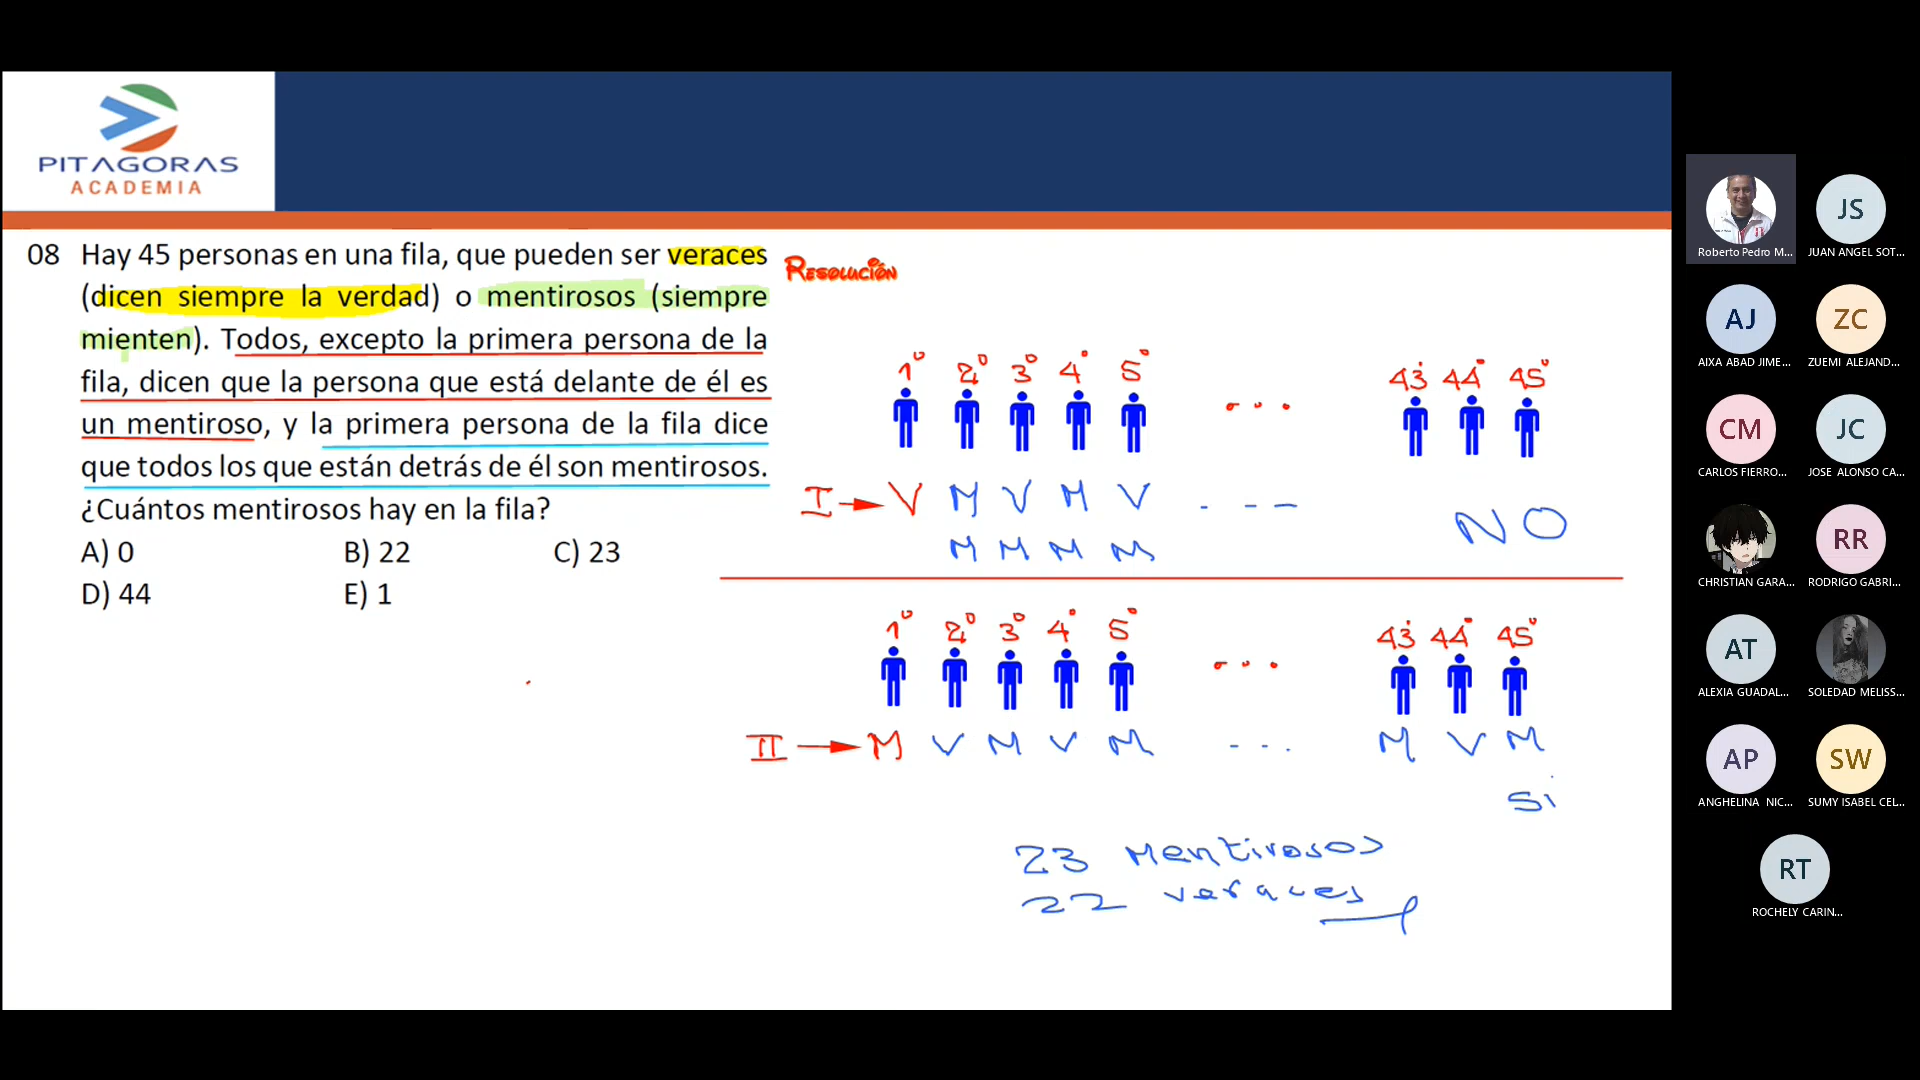 PITAGORAS
ACADEMIA
08 Hay 45 personas en una fila, que pueden ser veraces
(dicen siempre la verdad) o mentirosos (siempre
mienten). Todos, excepto la primera persona de la
fila, dicen que la persona que está delante de él es
un mentiroso, y la primera persona de la fila dice
que todos los que están detrás de él son mentirosos.
¿Cuántos mentirosos hay en la fila?
A) 0 B) 22 C) 23
D) 44 E) 1
RESOLUCIÓN
1° 2° 3° 4° 5° ... 43° 44° 45°
I → V M V M V - - - NO
M M M M
1° 2° 3° 4° 5° ... 43° 44° 45°
II → M V M V M - - - M V M
Si
23 Mentirosos
22 veraces
Roberto Pedro M...
JS
JUAN ANGEL SOT...
AJ
AIXA ABAD JIME...
ZC
ZUEMI ALEJAND...
CM
CARLOS FIERRO...
JC
JOSE ALONSO CA...
CHRISTIAN GARA...
RR
RODRIGO GABRI...
AT
ALEXIA GUADAL...
SOLEDAD MELISS...
AP
ANGHELINA NIC...
SW
SUMY ISABEL CEL...
RT
ROCHELY CARIN...